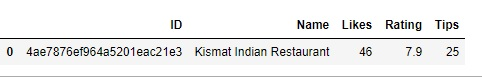 ID Name Likes Rating Tips
0 4ae7876ef964a5201eac21e3 Kismat Indian Restaurant 46 7.9 25